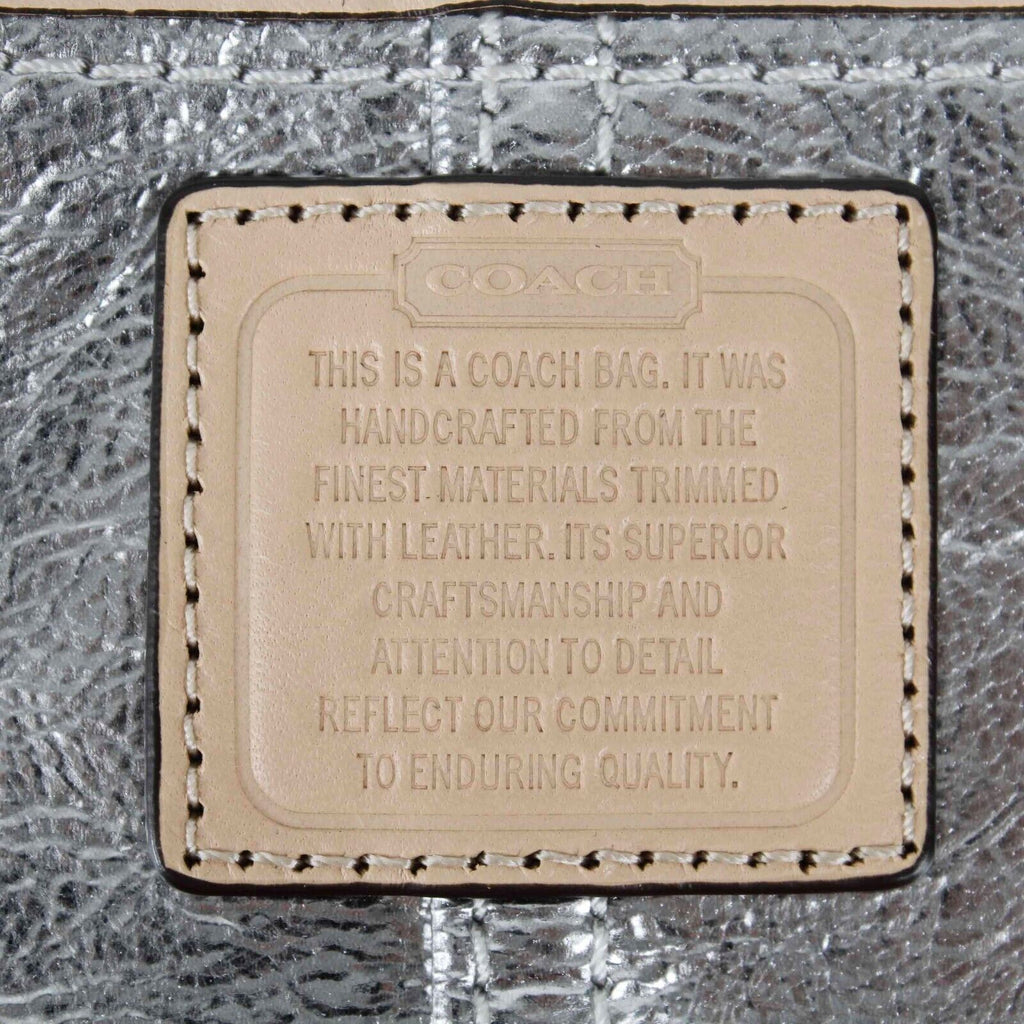 COACH
THIS IS A COACH BAG. IT WAS
HANDCRAFTED FROM THE
FINEST MATERIALS TRIMMED
WITH LEATHER. ITS SUPERIOR
CRAFTSMANSHIP AND
ATTENTION TO DETAIL
REFLECT OUR COMMITMENT
TO ENDURING QUALITY.